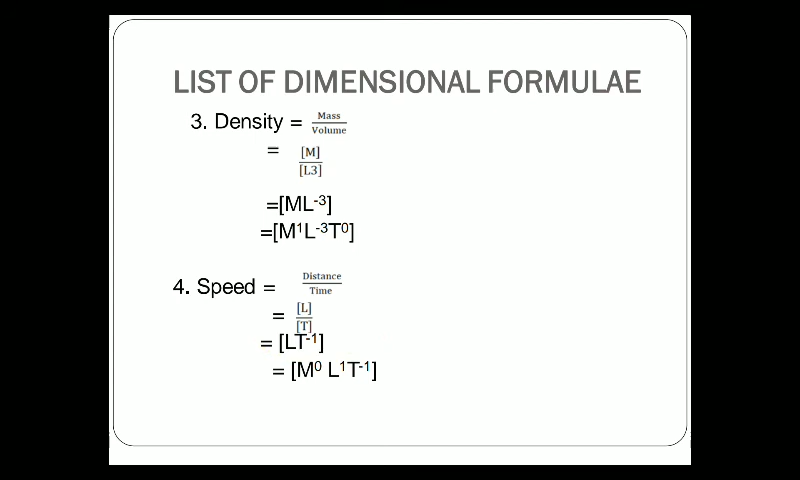 LIST OF DIMENSIONAL FORMULAE
3. Density = Mass/Volume
= [M]/[L3]
=[ML⁻³]
=[M¹L⁻³T⁰]
4. Speed = Distance/Time
= [L]/[T]
= [LT⁻¹]
= [M⁰ L¹T⁻¹]